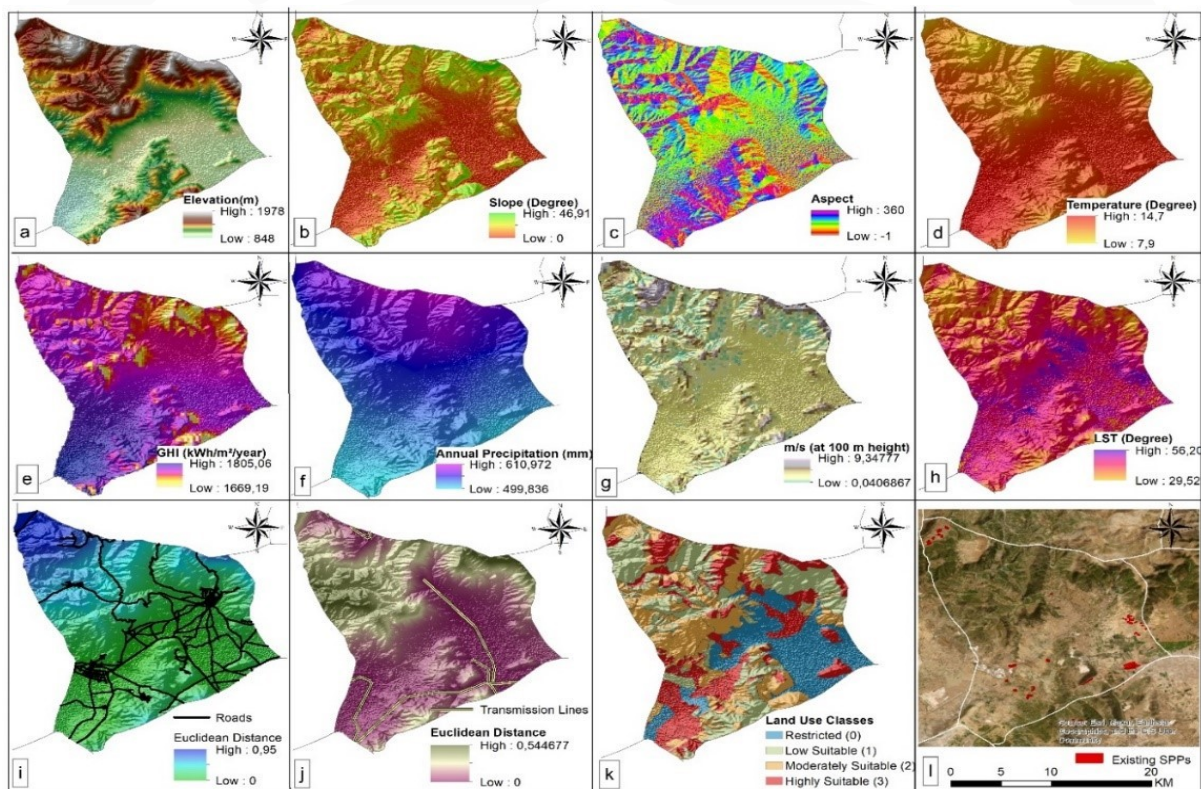 Elevation(m)
High : 1978
Low : 848
a
Slope (Degree)
High : 46,91
Low : 0
b
Aspect
High : 360
Low : -1
c
Temperature (Degree)
High : 14,7
Low : 7,9
d
GHI (kWh/m²/year)
High : 1805,06
Low : 1669,19
e
Annual Precipitation (mm)
High : 610,972
Low : 499,836
f
m/s (at 100 m height)
High : 9,34777
Low : 0,0406867
g
LST (Degree)
High : 56,20
Low : 29,52
h
Roads
Euclidean Distance
High : 0,95
Low : 0
i
Transmission Lines
Euclidean Distance
High : 0,544677
Low : 0
j
Land Use Classes
Restricted (0)
Low Suitable (1)
Moderately Suitable (2)
Highly Suitable (3)
k
Existing SPPs
l
0 5 10 20
KM